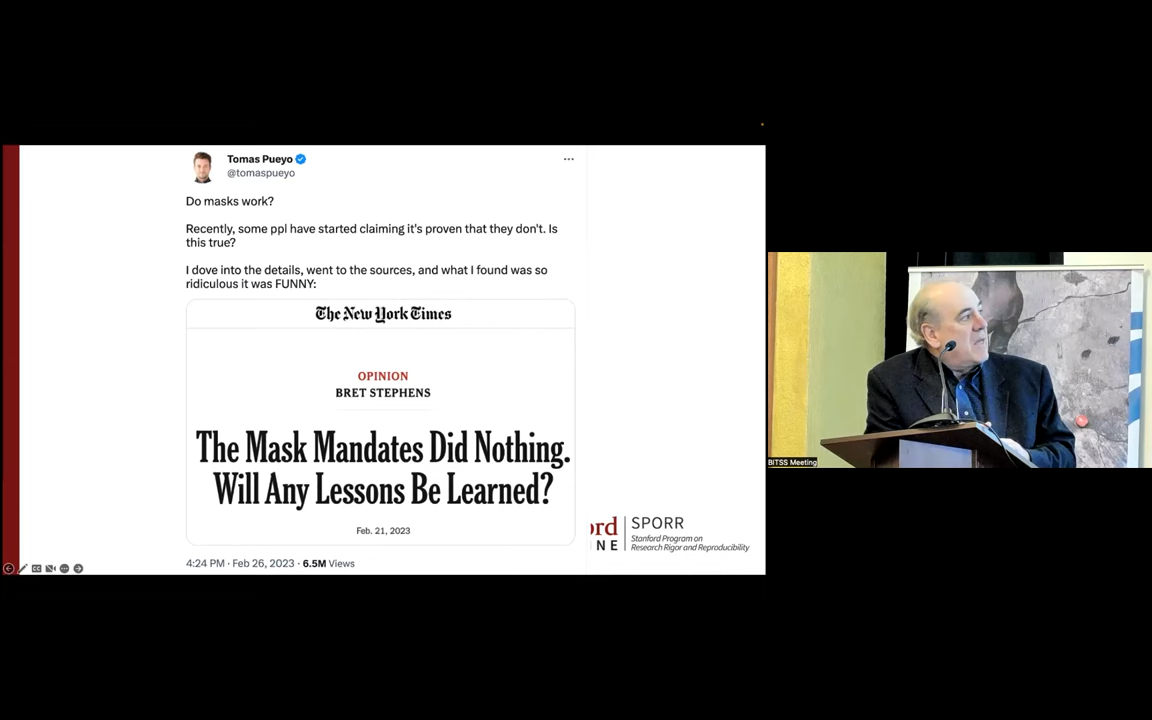 Tomas Pueyo
@tomaspueyo
Do masks work?
Recently, some ppl have started claiming it's proven that they don't. Is
this true?
I dove into the details, went to the sources, and what I found was so
ridiculous it was FUNNY:
The New York Times
OPINION
BRET STEPHENS
The Mask Mandates Did Nothing.
Will Any Lessons Be Learned?
Feb. 21, 2023
4:24 PM · Feb 26, 2023 · 6.5M Views
ord
NE
SPORR
Stanford Program on
Research Rigor and Reproducibility
BITSS Meeting